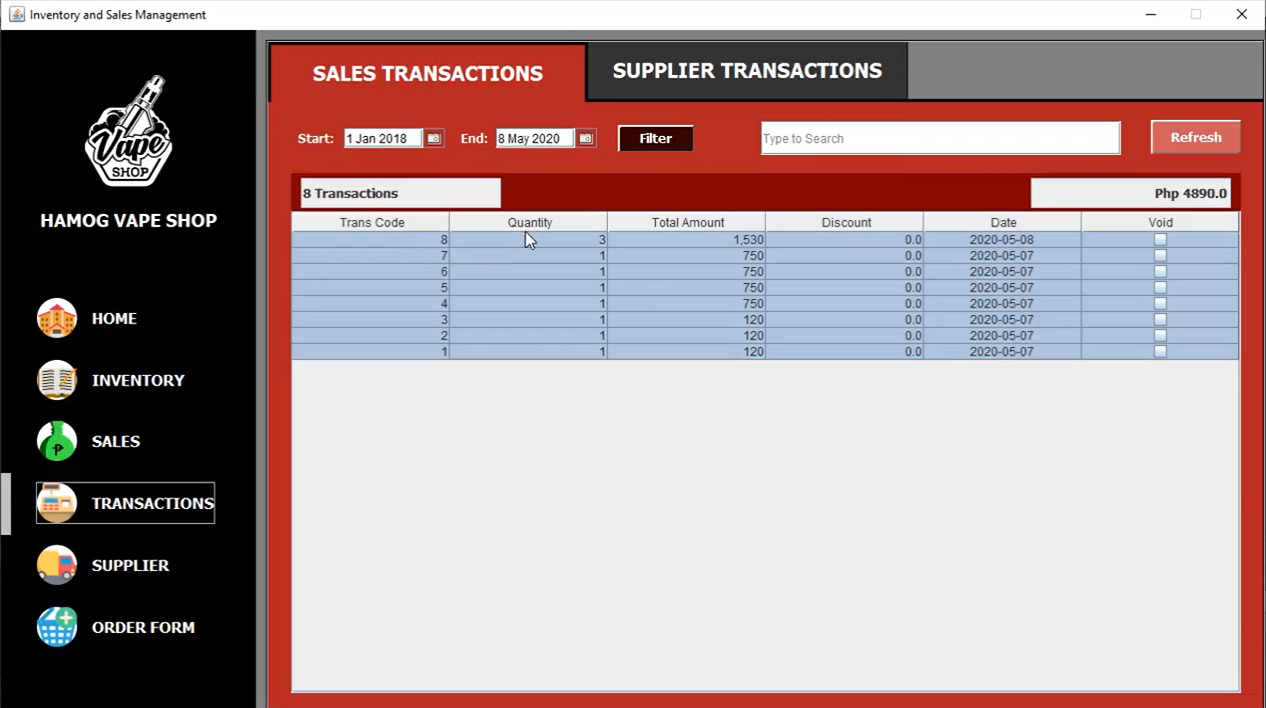 Inventory and Sales Management
Vape
SHOP
HAMOG VAPE SHOP
HOME
INVENTORY
SALES
TRANSACTIONS
SUPPLIER
ORDER FORM
SALES TRANSACTIONS SUPPLIER TRANSACTIONS
Start: 1 Jan 2018 End: 8 May 2020 Filter Type to Search Refresh
8 Transactions Php 4890.0
Trans Code Quantity Total Amount Discount Date Void
8 3 1,530 0.0 2020-05-08
7 1 750 0.0 2020-05-07
6 1 750 0.0 2020-05-07
5 1 750 0.0 2020-05-07
4 1 750 0.0 2020-05-07
3 1 120 0.0 2020-05-07
2 1 120 0.0 2020-05-07
1 1 120 0.0 2020-05-07